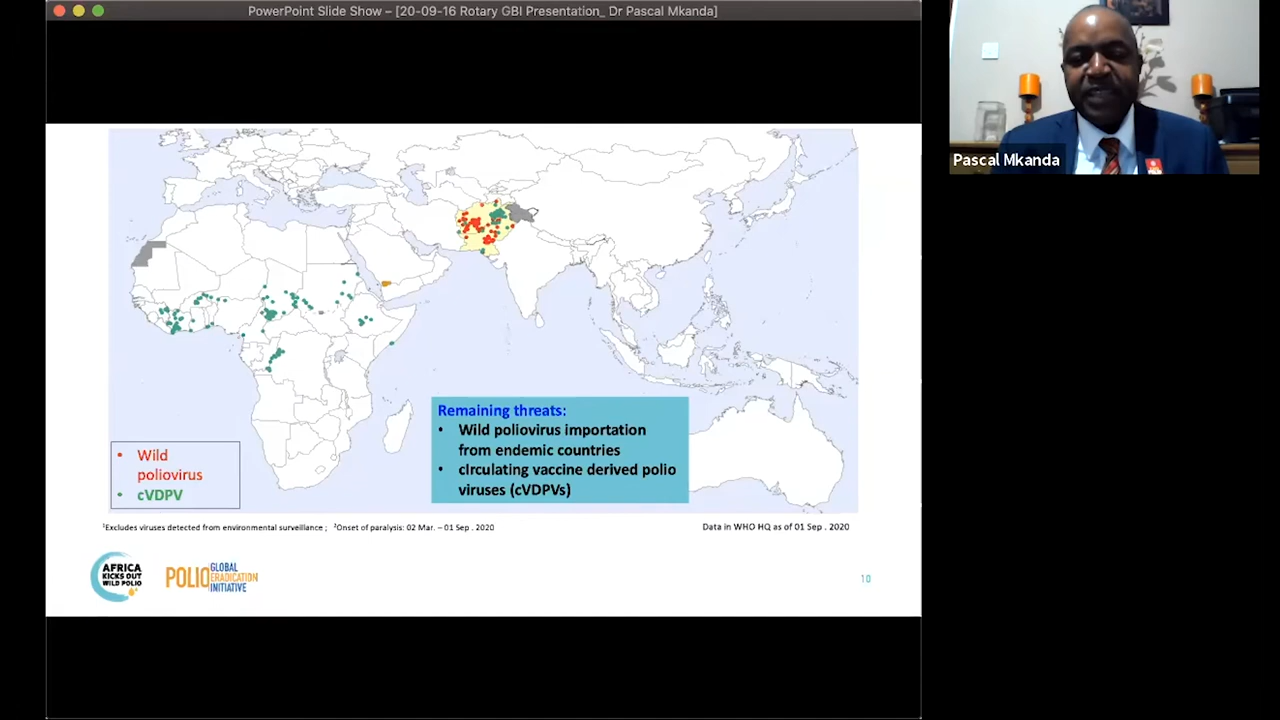 PowerPoint Slide Show – [20-09-16 Rotary GBI Presentation_ Dr Pascal Mkanda]
Pascal Mkanda
Remaining threats:
• Wild poliovirus importation
from endemic countries
• cIrculating vaccine derived polio
viruses (cVDPVs)
• Wild
poliovirus
• cVDPV
¹Excludes viruses detected from environmental surveillance ; ²Onset of paralysis: 02 Mar. – 01 Sep . 2020
Data in WHO HQ as of 01 Sep . 2020
AFRICA
KICKS OUT
WILD POLIO
POLIO GLOBAL
ERADICATION
INITIATIVE
10